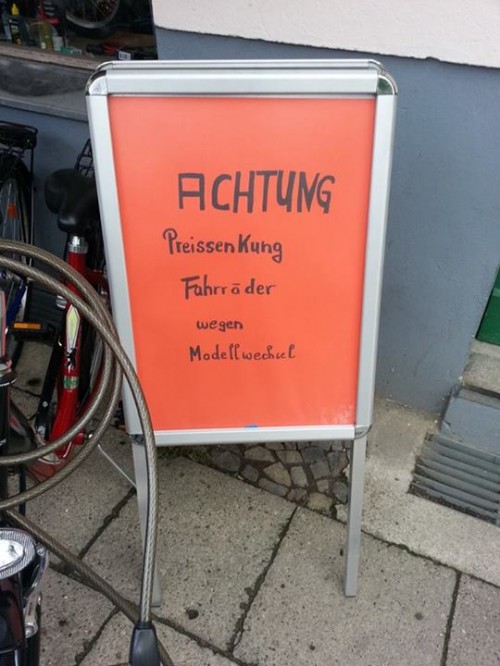 ACHTUNG
PreissenKung
Fahrräder
wegen
Modellwechsel